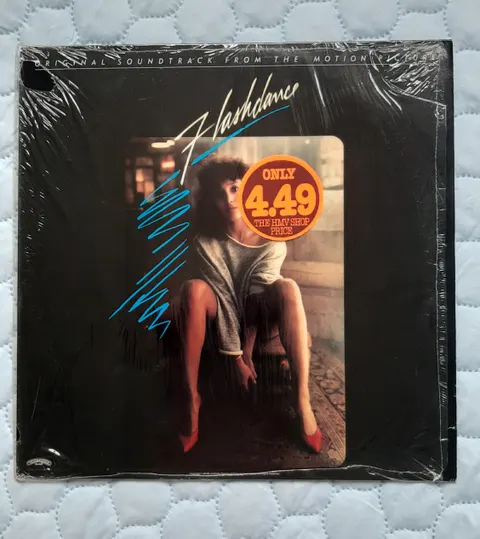 ORIGINAL SOUNDTRACK FROM THE MOTION PICTURE
Flashdance
ONLY
4.49
THE HMV SHOP
PRICE